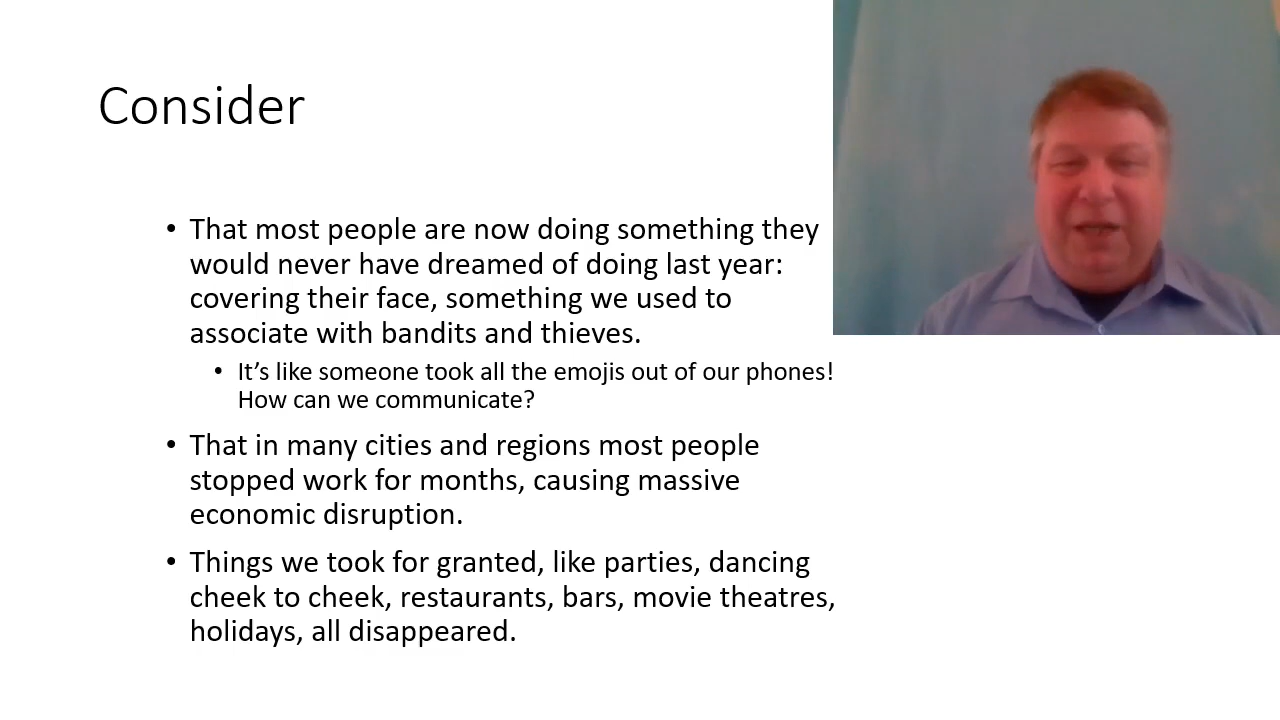 Consider
• That most people are now doing something they
would never have dreamed of doing last year:
covering their face, something we used to
associate with bandits and thieves.
• It’s like someone took all the emojis out of our phones!
How can we communicate?
• That in many cities and regions most people
stopped work for months, causing massive
economic disruption.
• Things we took for granted, like parties, dancing
cheek to cheek, restaurants, bars, movie theatres,
holidays, all disappeared.